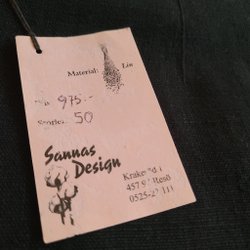 Material: Lin
975:-
Storlek: 50
Sannas
Design
457
0525-